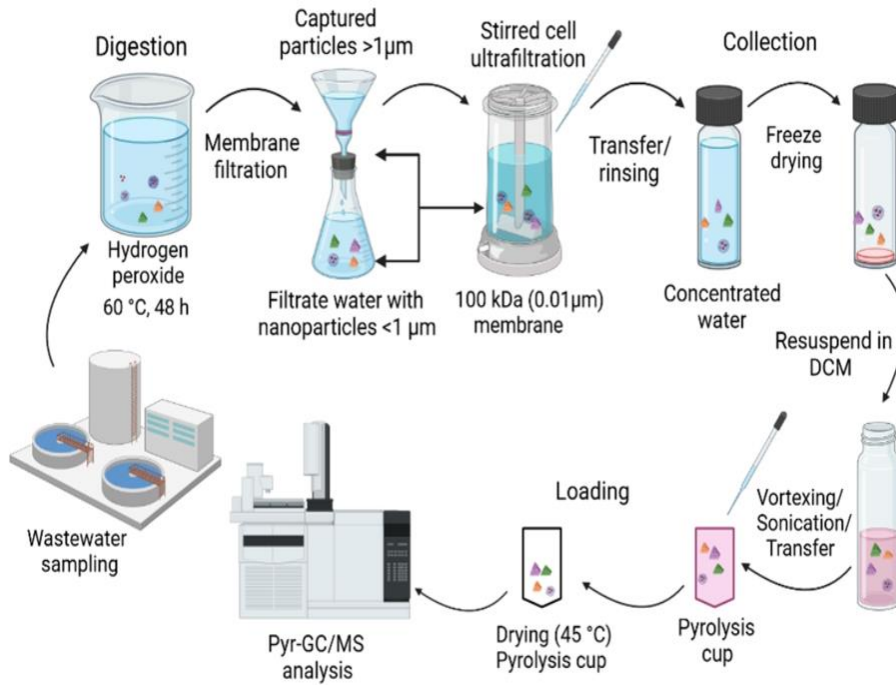 Digestion
Hydrogen
peroxide
60 °C, 48 h
Membrane
filtration
Captured
particles >1µm
Filtrate water with
nanoparticles <1 µm
Stirred cell
ultrafiltration
100 kDa (0.01µm)
membrane
Transfer/
rinsing
Collection
Concentrated
water
Freeze
drying
Resuspend in
DCM
Vortexing/
Sonication/
Transfer
Loading
Pyrolysis
cup
Drying (45 °C)
Pyrolysis cup
Pyr-GC/MS
analysis
Wastewater
sampling